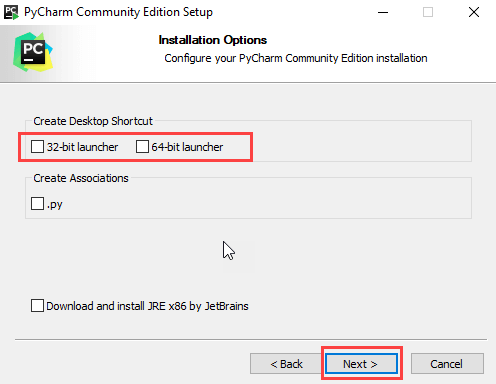 PC PyCharm Community Edition Setup
PC
Installation Options
Configure your PyCharm Community Edition installation
Create Desktop Shortcut
32-bit launcher 64-bit launcher
Create Associations
.py
Download and install JRE x86 by JetBrains
< Back Next > Cancel